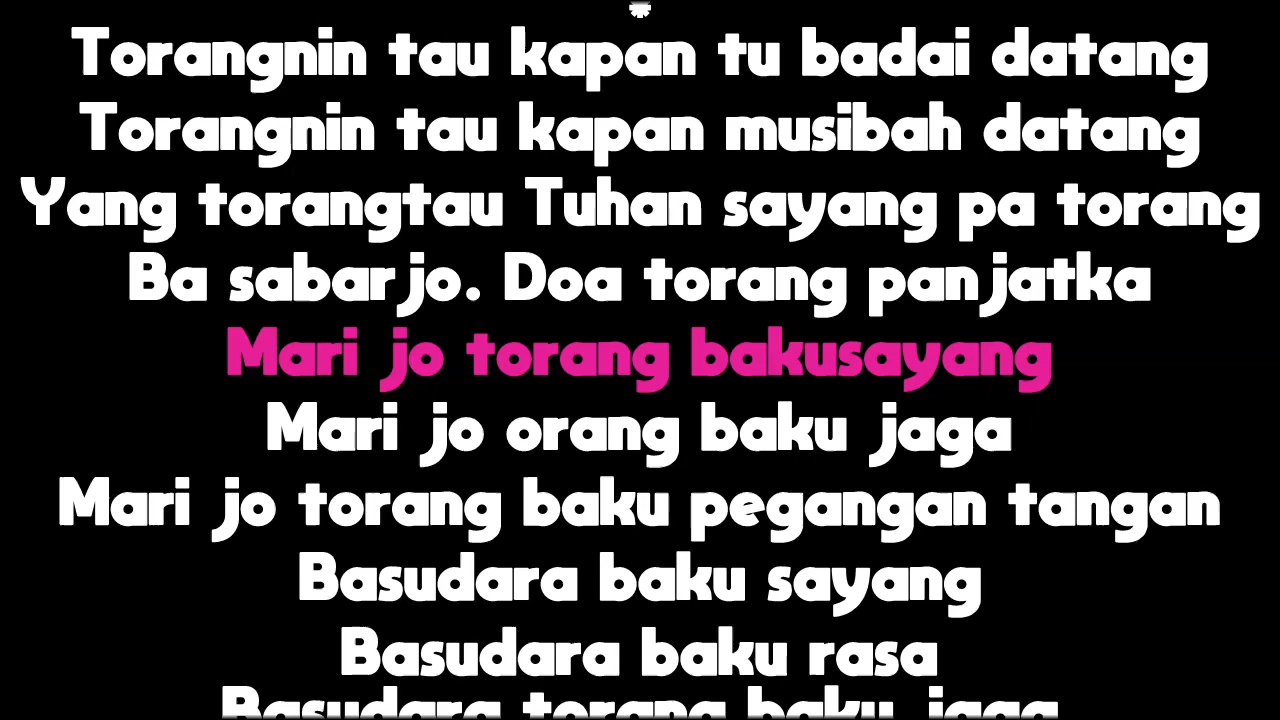 Torangnin tau kapan tu badai datang
Torangnin tau kapan musibah datang
Yang torangtau Tuhan sayang pa torang
Ba sabarjo. Doa torang panjatka
Mari jo torang bakusayang
Mari jo orang baku jaga
Mari jo torang baku pegangan tangan
Basudara baku sayang
Basudara baku rasa
Basudara torang baku jaga